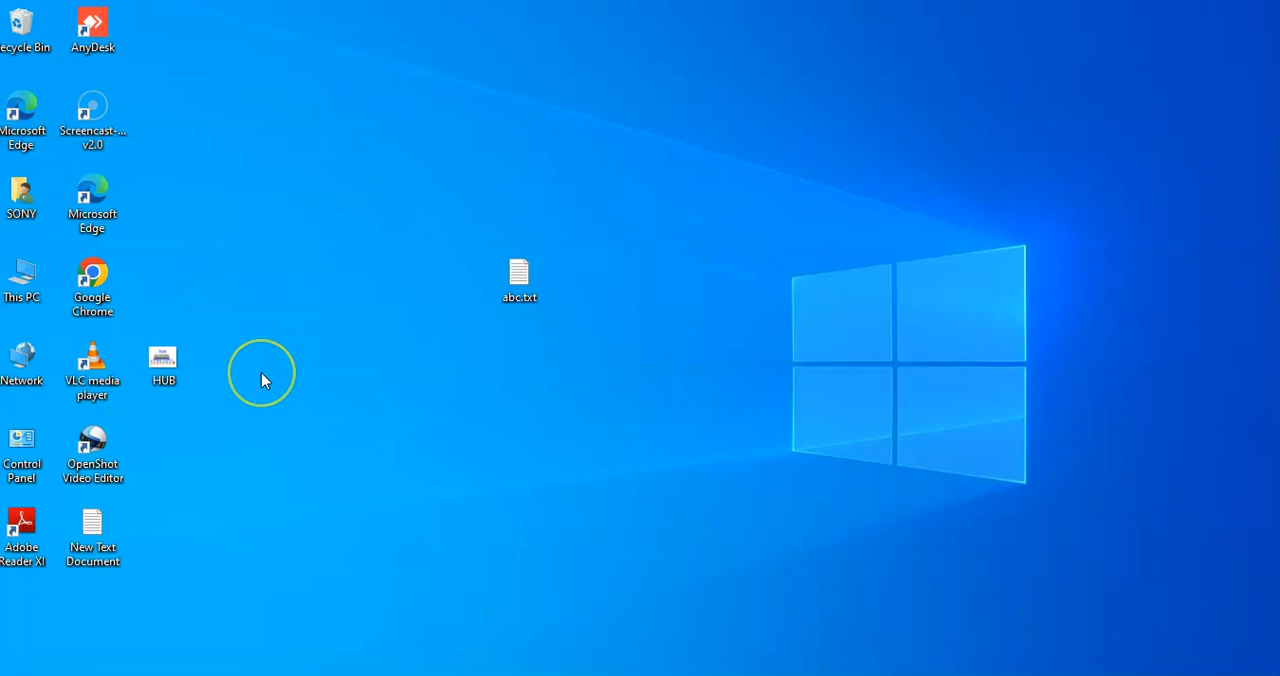 ecycle Bin
AnyDesk
Microsoft
Edge
Screencast-...
v2.0
SONY
Microsoft
Edge
This PC
Google
Chrome
abc.txt
Network
VLC media
player
HUB
Control
Panel
OpenShot
Video Editor
Adobe
Reader XI
New Text
Document